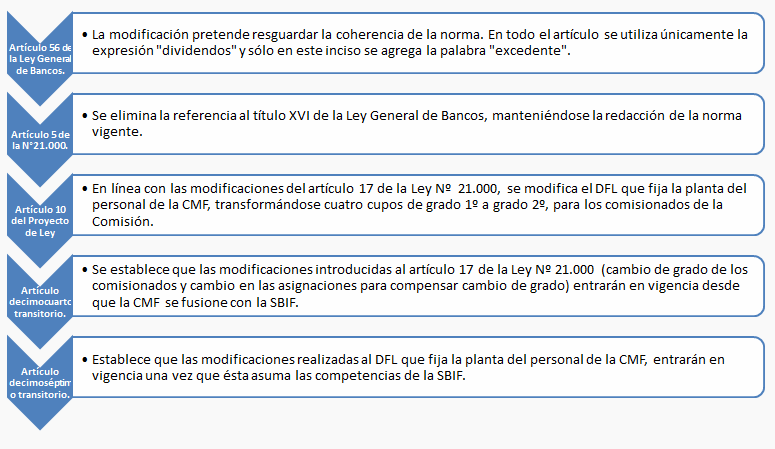 Artículo 56 de
la Ley General
de Bancos.
• La modificación pretende resguardar la coherencia de la norma. En todo el artículo se utiliza únicamente la
expresión "dividendos" y sólo en este inciso se agrega la palabra "excedente".
Artículo 5 de
la N°21.000.
• Se elimina la referencia al título XVI de la Ley General de Bancos, manteniéndose la redacción de la norma
vigente.
Artículo 10
del Proyecto
de Ley
• En línea con las modificaciones del artículo 17 de la Ley Nº 21.000, se modifica el DFL que fija la planta del
personal de la CMF, transformándose cuatro cupos de grado 1º a grado 2º, para los comisionados de la
Comisión.
Artículo
decimocuarto
transitorio.
• Se establece que las modificaciones introducidas al artículo 17 de la Ley Nº 21.000 (cambio de grado de los
comisionados y cambio en las asignaciones para compensar cambio de grado) entrarán en vigencia desde
que la CMF se fusione con la SBIF.
Artículo
decimoséptim
o transitorio.
• Establece que las modificaciones realizadas al DFL que fija la planta del personal de la CMF, entrarán en
vigencia una vez que ésta asuma las competencias de la SBIF.